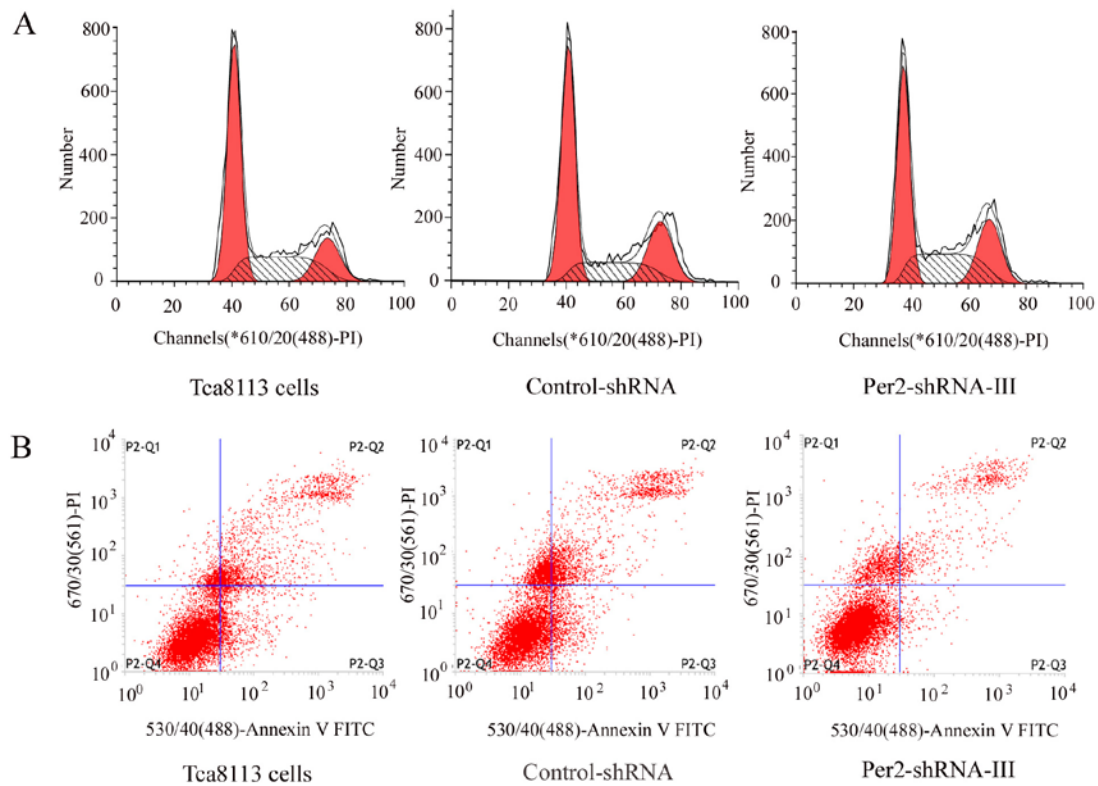 A
Number
800
600
400
200
0
0 20 40 60 80 100
Channels(*610/20(488)-PI)
Tca8113 cells
Number
800
600
400
200
0
0 20 40 60 80 100
Channels(*610/20(488)-PI)
Control-shRNA
Number
800
600
400
200
0
0 20 40 60 80 100
Channels(*610/20(488)-PI)
Per2-shRNA-III
B
670/30(561)-PI
10^4
10^3
10^2
10^1
10^0
P2-Q1 P2-Q2
P2-Q4 P2-Q3
10^0 10^1 10^2 10^3 10^4
530/40(488)-Annexin V FITC
Tca8113 cells
670/30(561)-PI
10^4
10^3
10^2
10^1
10^0
P2-Q1 P2-Q2
P2-Q4 P2-Q3
10^0 10^1 10^2 10^3 10^4
530/40(488)-Annexin V FITC
Control-shRNA
670/30(561)-PI
10^4
10^3
10^2
10^1
10^0
P2-Q1 P2-Q2
P2-Q4 P2-Q3
10^0 10^1 10^2 10^3 10^4
530/40(488)-Annexin V FITC
Per2-shRNA-III